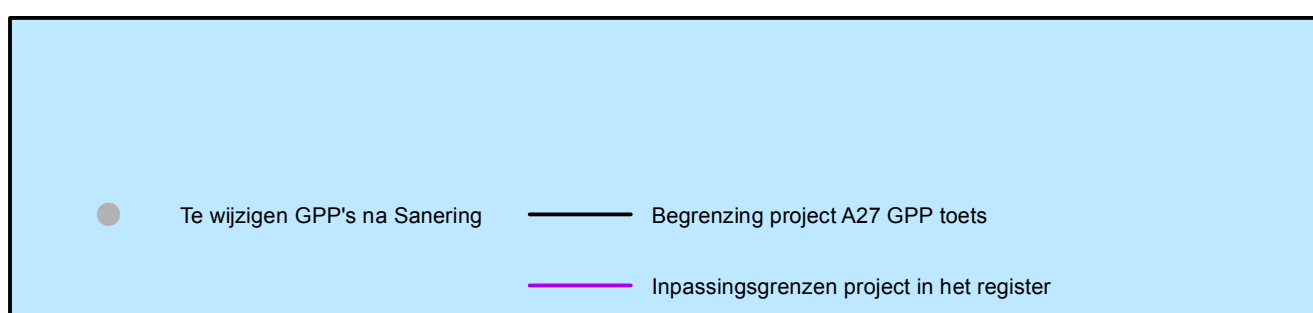 Te wijzigen GPP's na Sanering
Begrenzing project A27 GPP toets
Inpassingsgrenzen project in het register